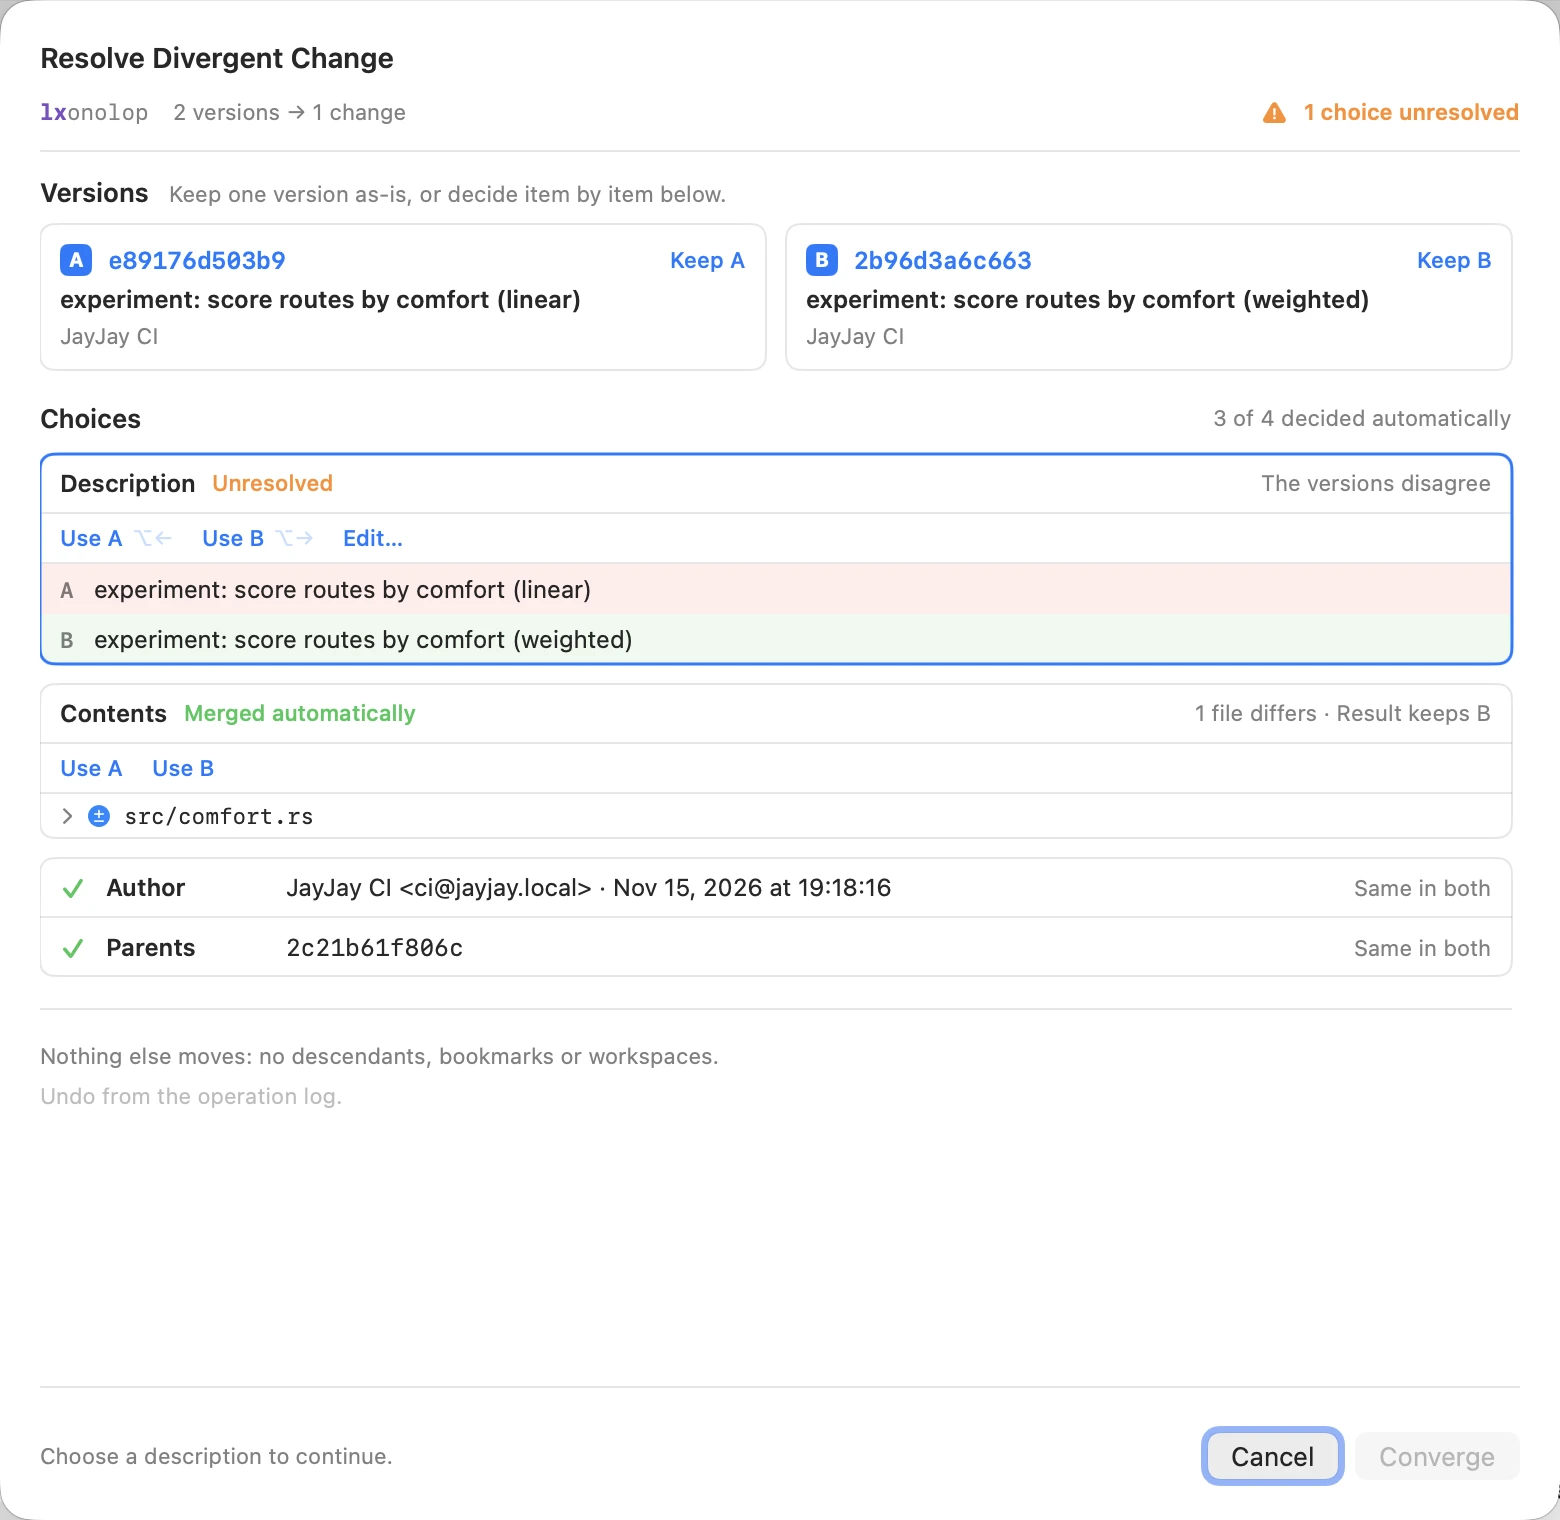 Resolve Divergent Change
lxonolop 2 versions → 1 change
1 choice unresolved
Versions Keep one version as-is, or decide item by item below.
A e89176d503b9 Keep A
experiment: score routes by comfort (linear)
JayJay CI
B 2b96d3a6c663 Keep B
experiment: score routes by comfort (weighted)
JayJay CI
Choices 3 of 4 decided automatically
Description Unresolved The versions disagree
Use A ⌥← Use B ⌥→ Edit...
A experiment: score routes by comfort (linear)
B experiment: score routes by comfort (weighted)
Contents Merged automatically 1 file differs · Result keeps B
Use A Use B
src/comfort.rs
Author JayJay CI <ci@jayjay.local> · Nov 15, 2026 at 19:18:16 Same in both
Parents 2c21b61f806c Same in both
Nothing else moves: no descendants, bookmarks or workspaces.
Undo from the operation log.
Choose a description to continue.
Cancel Converge